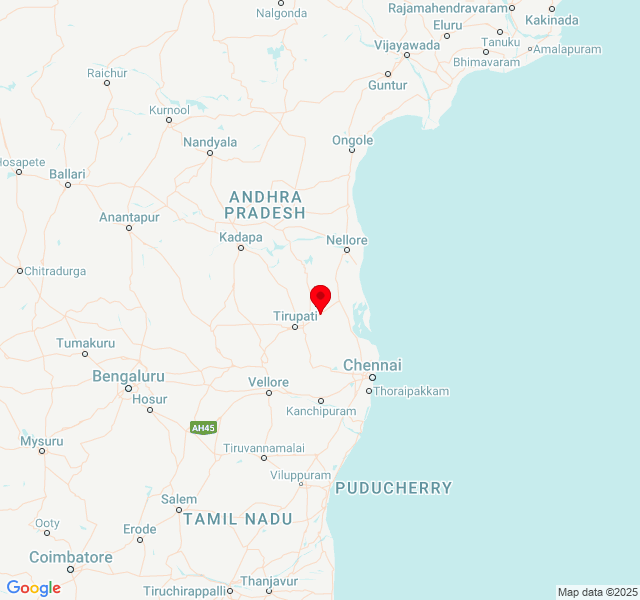 Nalgonda
Rajamahendravaram
Kakinada
Eluru
Tanuku
Vijayawada
Amalapuram
Bhimavaram
Raichur
Guntur
Kurnool
Nandyala
Ongole
Hosapete
Ballari
ANDHRA
PRADESH
Anantapur
Kadapa
Nellore
Chitradurga
Tirupati
Tumakuru
Chennai
Bengaluru
Vellore
Thoraipakkam
Hosur
Kanchipuram
AH45
Mysuru
Tiruvannamalai
Viluppuram
PUDUCHERRY
Salem
TAMIL NADU
Ooty
Erode
Coimbatore
Thanjavur
Tiruchirappalli
Google
Map data ©2025